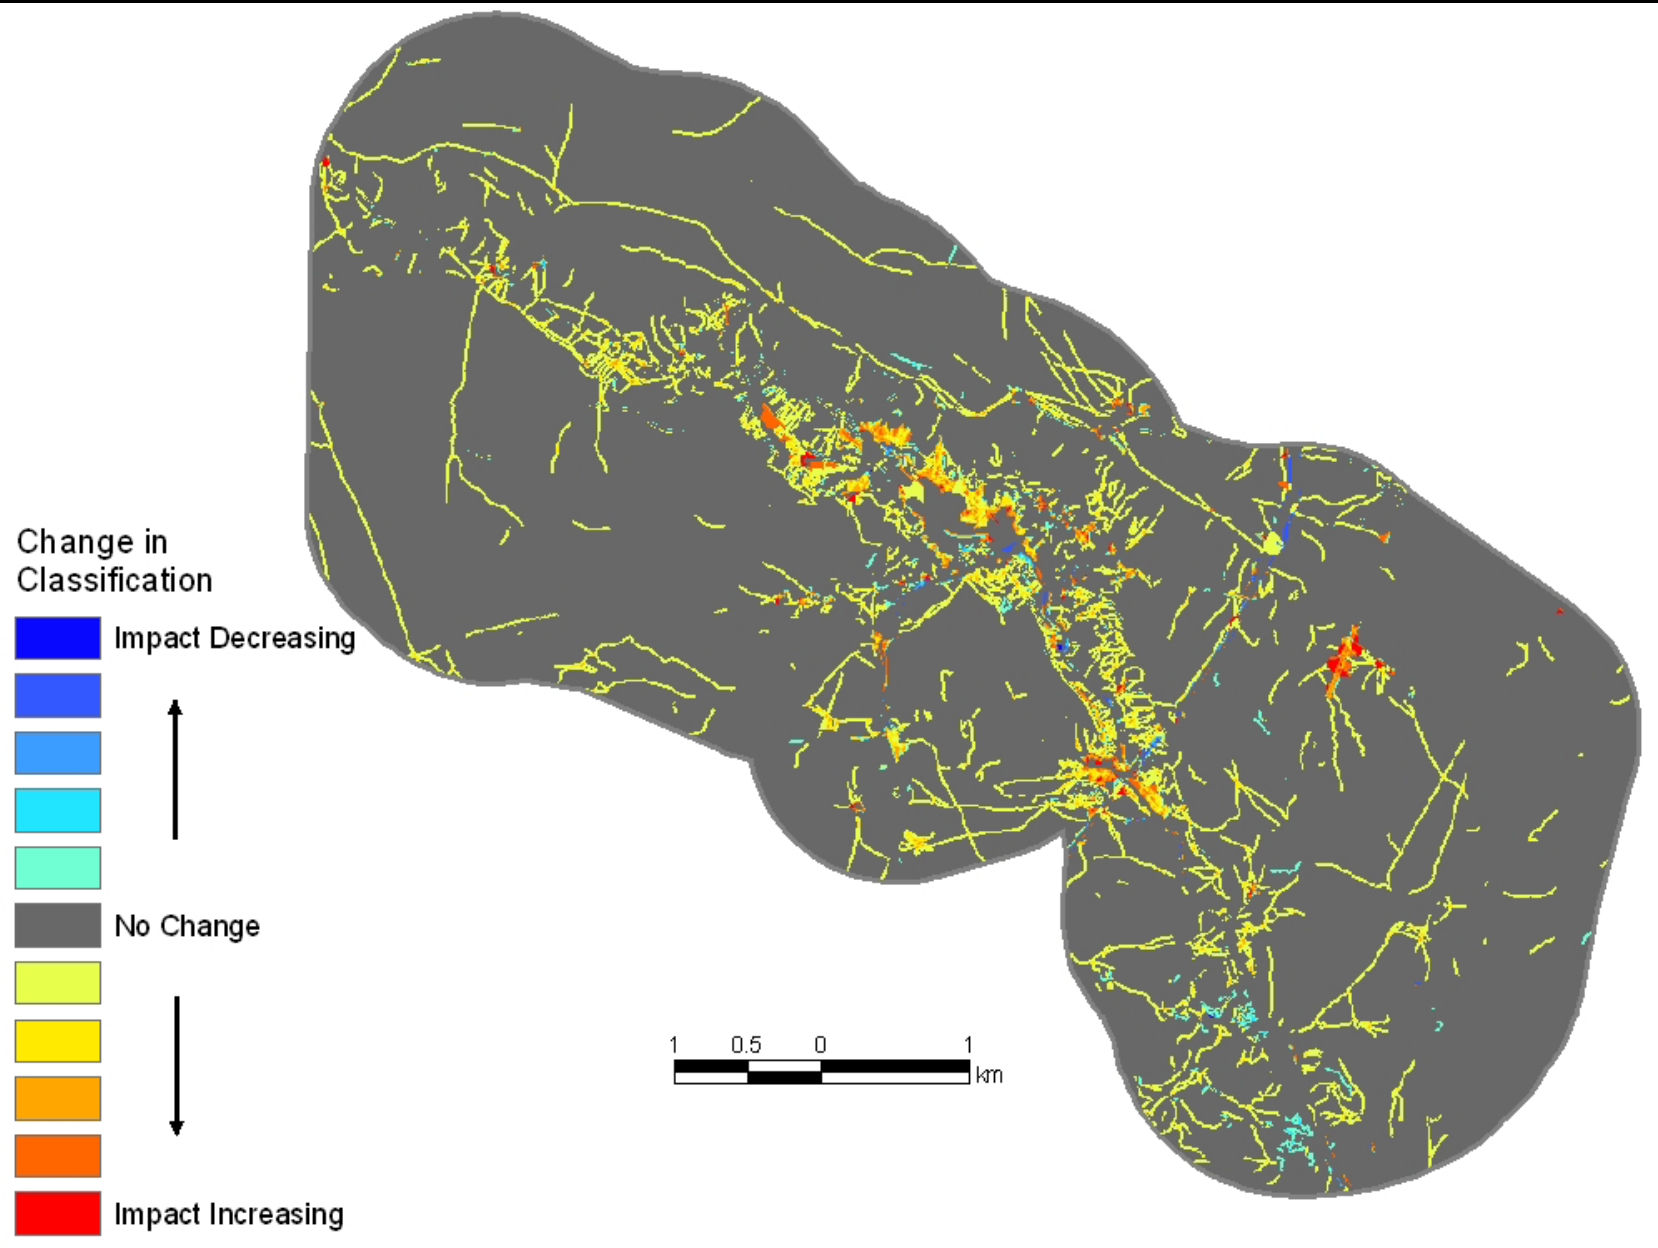 Change in
Classification
Impact Decreasing
No Change
Impact Increasing
1 0.5 0 1
km